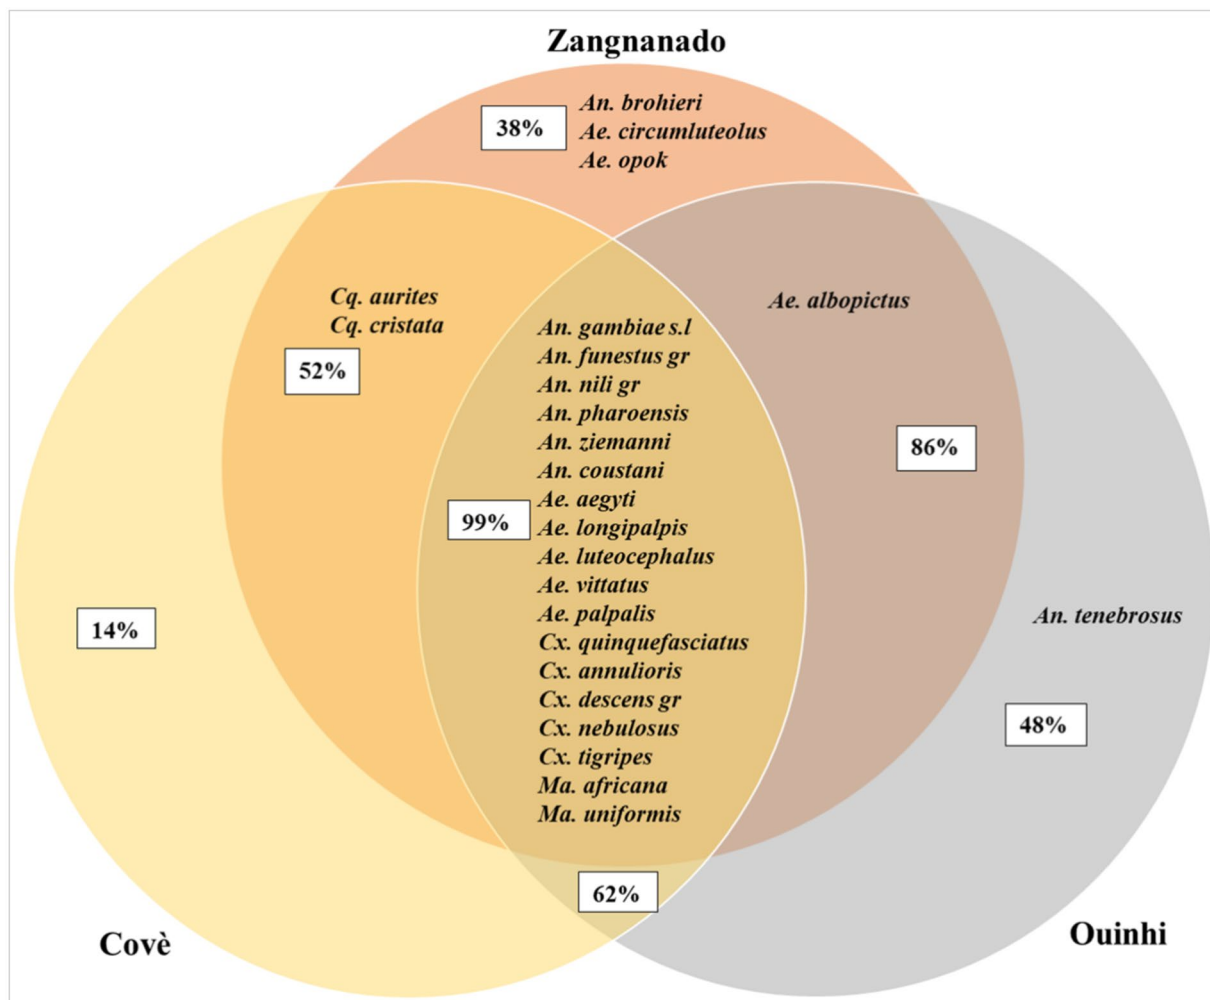 Zangnanado
38%
An. brohieri
Ae. circumluteolus
Ae. opok
Cq. aurites
Cq. cristata
52%
Ae. albopictus
86%
An. gambiae s.l
An. funestus gr
An. nili gr
An. pharoensis
An. ziemanni
An. coustani
Ae. aegyti
Ae. longipalpis
Ae. luteocephalus
Ae. vittatus
Ae. palpalis
Cx. quinquefasciatus
Cx. annulioris
Cx. descens gr
Cx. nebulosus
Cx. tigripes
Ma. africana
Ma. uniformis
99%
14%
An. tenebrosus
48%
62%
Covè
Ouinhi